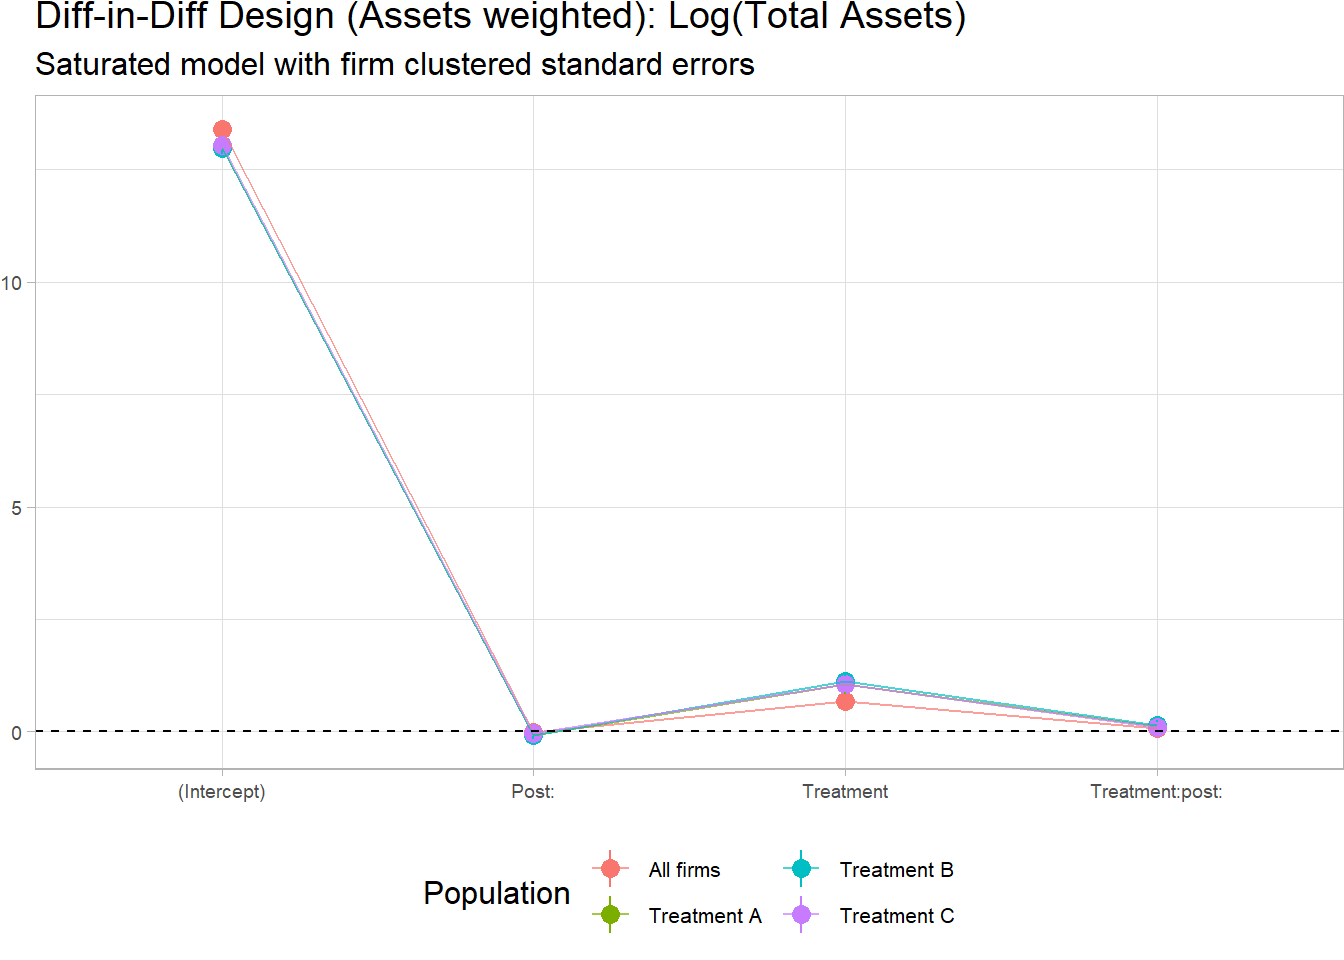 Diff-in-Diff Design (Assets weighted): Log(Total Assets)
Saturated model with firm clustered standard errors
10
5
0
(Intercept) Post: Treatment Treatment:post:
Population
All firms Treatment B
Treatment A Treatment C